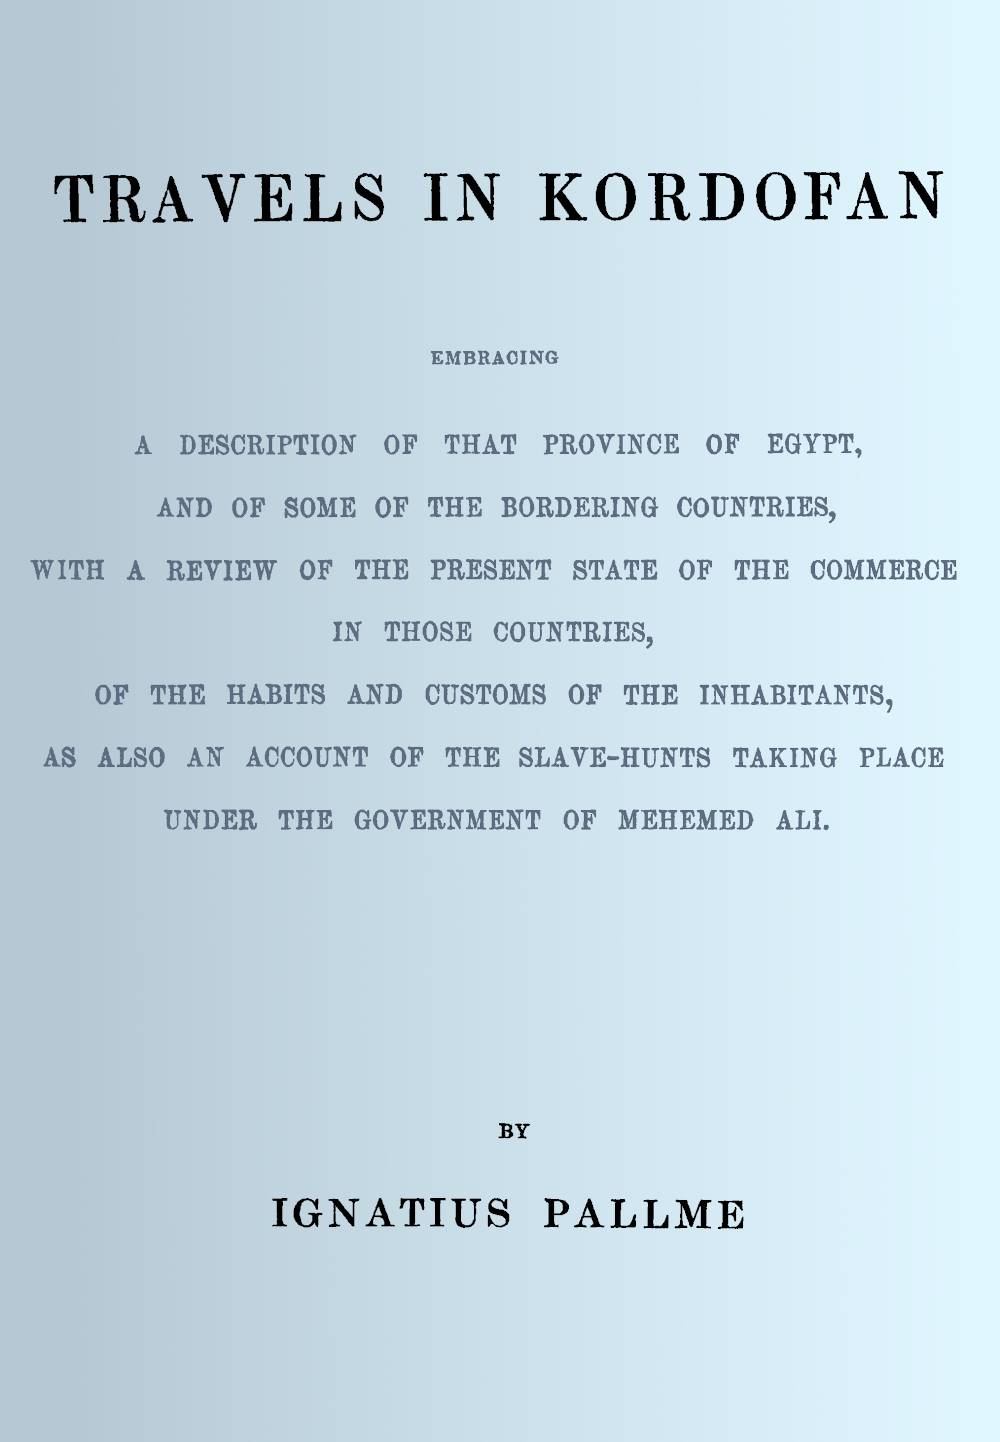 TRAVELS IN KORDOFAN
EMBRACING
A DESCRIPTION OF THAT PROVINCE OF EGYPT,
AND OF SOME OF THE BORDERING COUNTRIES,
WITH A REVIEW OF THE PRESENT STATE OF THE COMMERCE
IN THOSE COUNTRIES,
OF THE HABITS AND CUSTOMS OF THE INHABITANTS,
AS ALSO AN ACCOUNT OF THE SLAVE-HUNTS TAKING PLACE
UNDER THE GOVERNMENT OF MEHEMED ALI.
BY
IGNATIUS PALLME